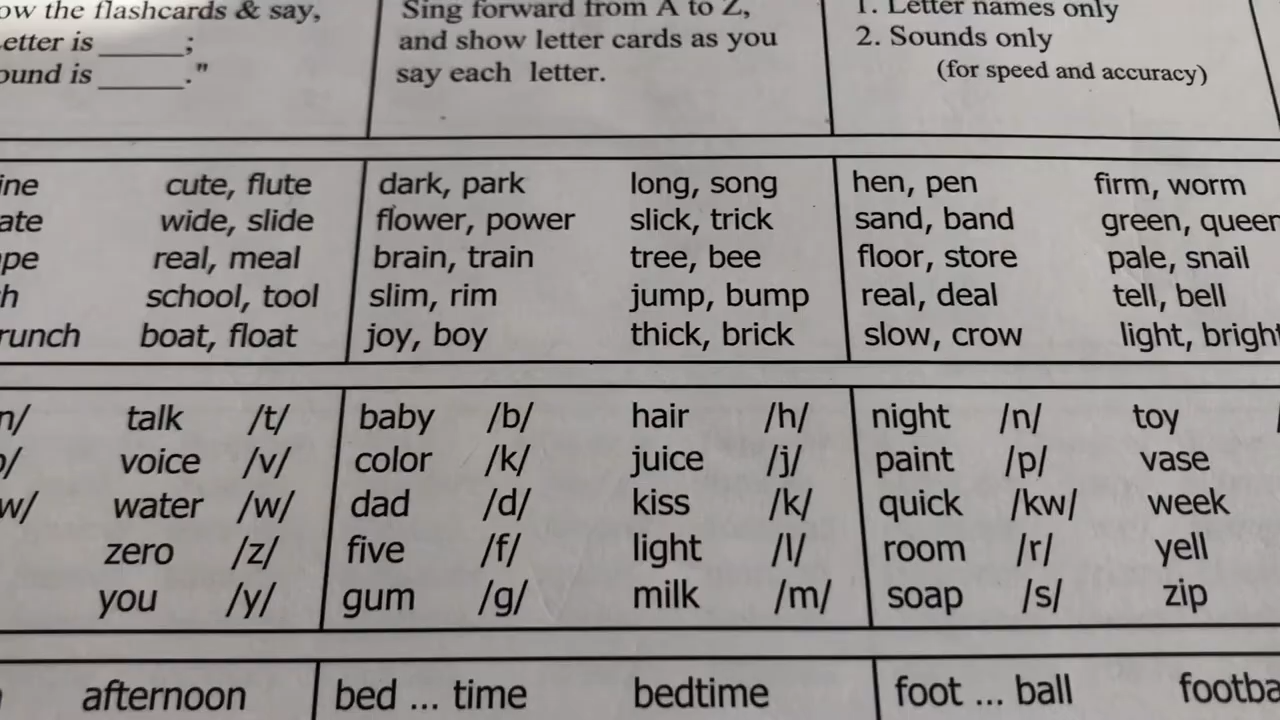 the flashcards & say, Sing forward from A to Z, 1. Letter names only
is ______; and show letter cards as you 2. Sounds only
is ______." say each letter. (for speed and accuracy)
cute, flute dark, park long, song hen, pen firm, worm
wide, slide flower, power slick, trick sand, band green, queen
real, meal brain, train tree, bee floor, store pale, snail
school, tool slim, rim jump, bump real, deal tell, bell
boat, float joy, boy thick, brick slow, crow light, bright
talk /t/ baby /b/ hair /h/ night /n/ toy
voice /v/ color /k/ juice /j/ paint /p/ vase
water /w/ dad /d/ kiss /k/ quick /kw/ week
zero /z/ five /f/ light /l/ room /r/ yell
you /y/ gum /g/ milk /m/ soap /s/ zip
afternoon bed ... time bedtime foot ... ball